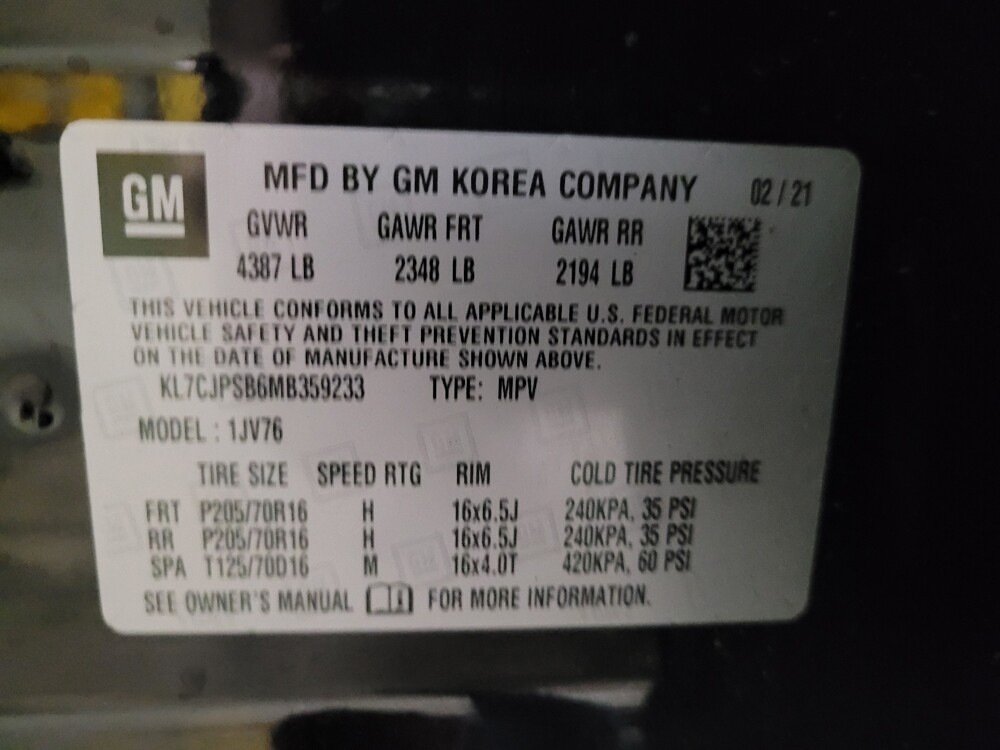 GM
MFD BY GM KOREA COMPANY 02/21
GVWR GAWR FRT GAWR RR
4387 LB 2348 LB 2194 LB
THIS VEHICLE CONFORMS TO ALL APPLICABLE U.S. FEDERAL MOTOR
VEHICLE SAFETY AND THEFT PREVENTION STANDARDS IN EFFECT
ON THE DATE OF MANUFACTURE SHOWN ABOVE.
KL7CJPSB6MB359233 TYPE: MPV
MODEL : 1JV76
TIRE SIZE SPEED RTG RIM COLD TIRE PRESSURE
FRT P205/70R16 H 16x6.5J 240KPA, 35 PSI
RR P205/70R16 H 16x6.5J 240KPA, 35 PSI
SPA T125/70D16 M 16x4.0T 420KPA, 60 PSI
SEE OWNER'S MANUAL FOR MORE INFORMATION.